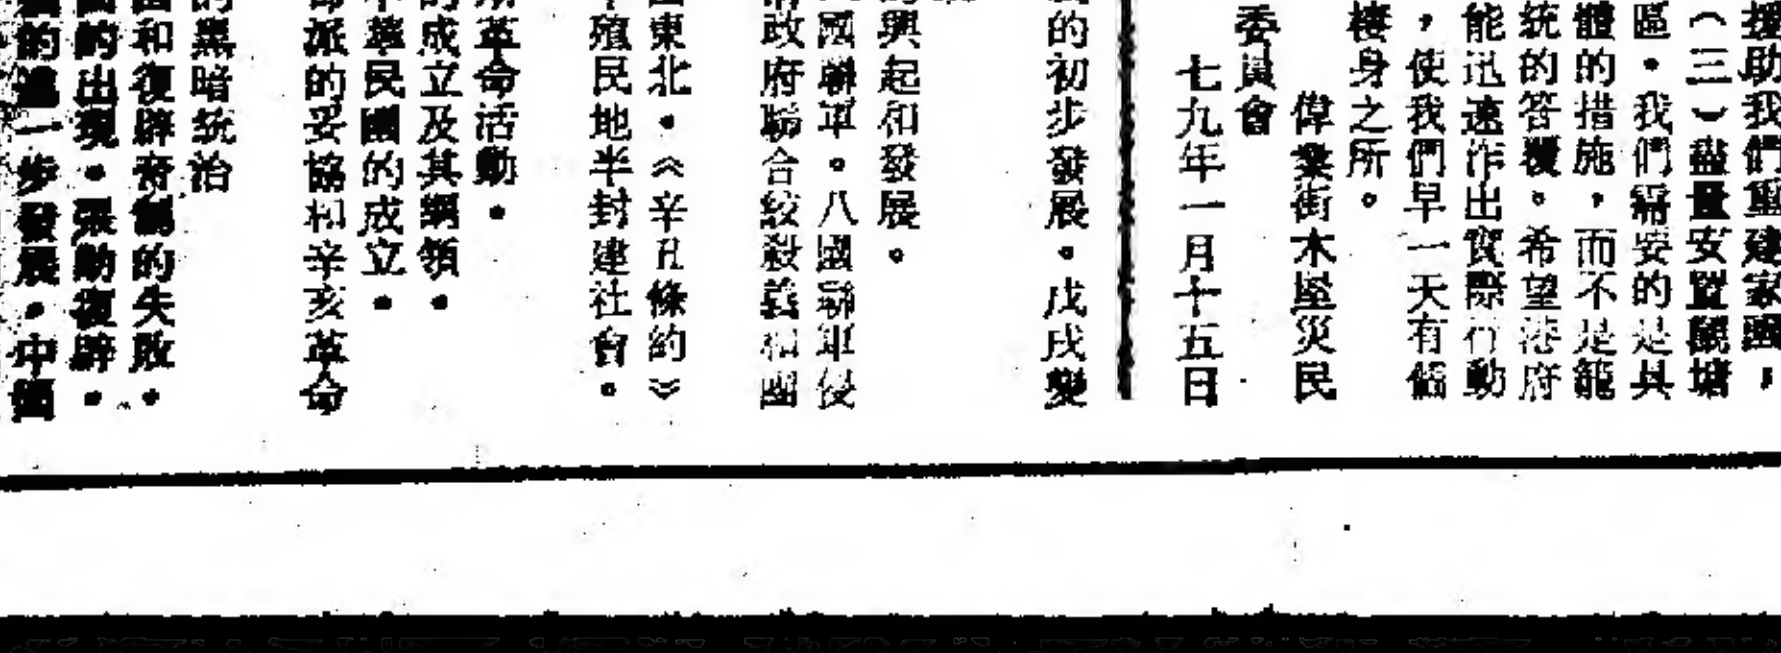 援助我們重建家園，
（三）盡量安置觀塘
區。我們需要的是具
體的措施，而不是籠
統的答覆。希望港府
能迅速作出實際行動
，使我們早一天有個
棲身之所。
偉業街木屋災民
委員會
七九年一月十五日
的初步發展。戊戌變
興起和發展。
國聯軍。八國聯軍侵
政府聯合絞殺義和團
東北。《辛丑條約》
殖民地半封建社會。
革命活動。
的成立及其綱領。
華民國的成立。
派的妥協和辛亥革命
的黑暗統治
和復辟帝制的失敗。
的出現。張勳復辟。
的進一步發展。中國